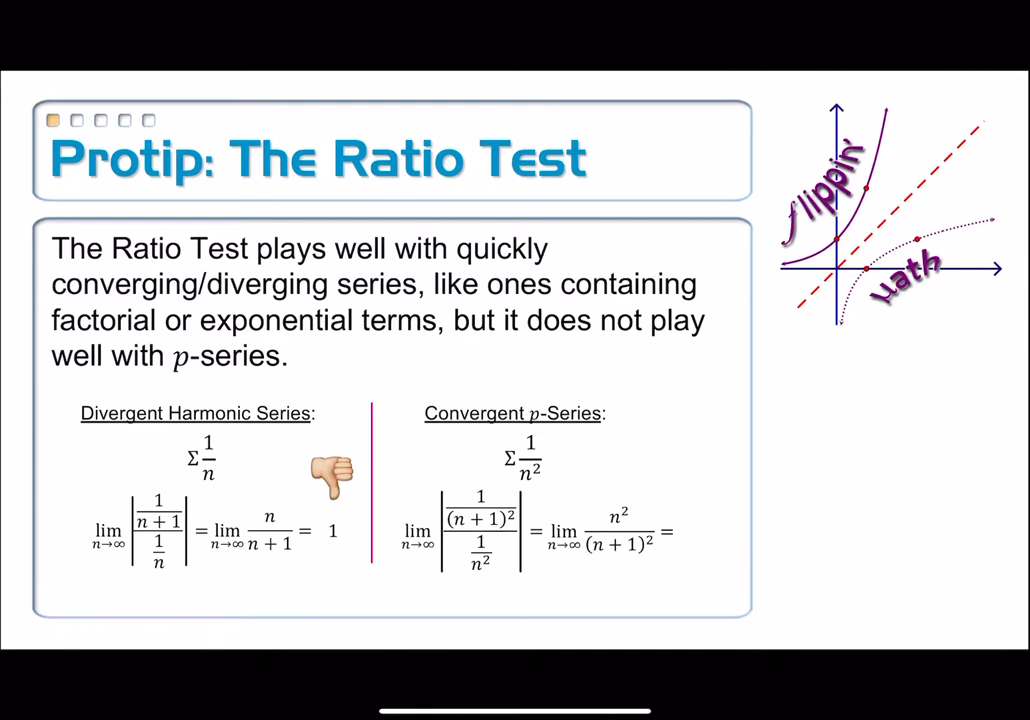 Protip: The Ratio Test
flippin'
math
The Ratio Test plays well with quickly
converging/diverging series, like ones containing
factorial or exponential terms, but it does not play
well with p-series.
Divergent Harmonic Series:
Σ 1/n
lim n→∞ |(1/(n + 1))/(1/n)| = lim n→∞ n/(n + 1) = 1
Convergent p-Series:
Σ 1/n²
lim n→∞ |(1/(n + 1)²)/(1/n²)| = lim n→∞ n²/(n + 1)² =